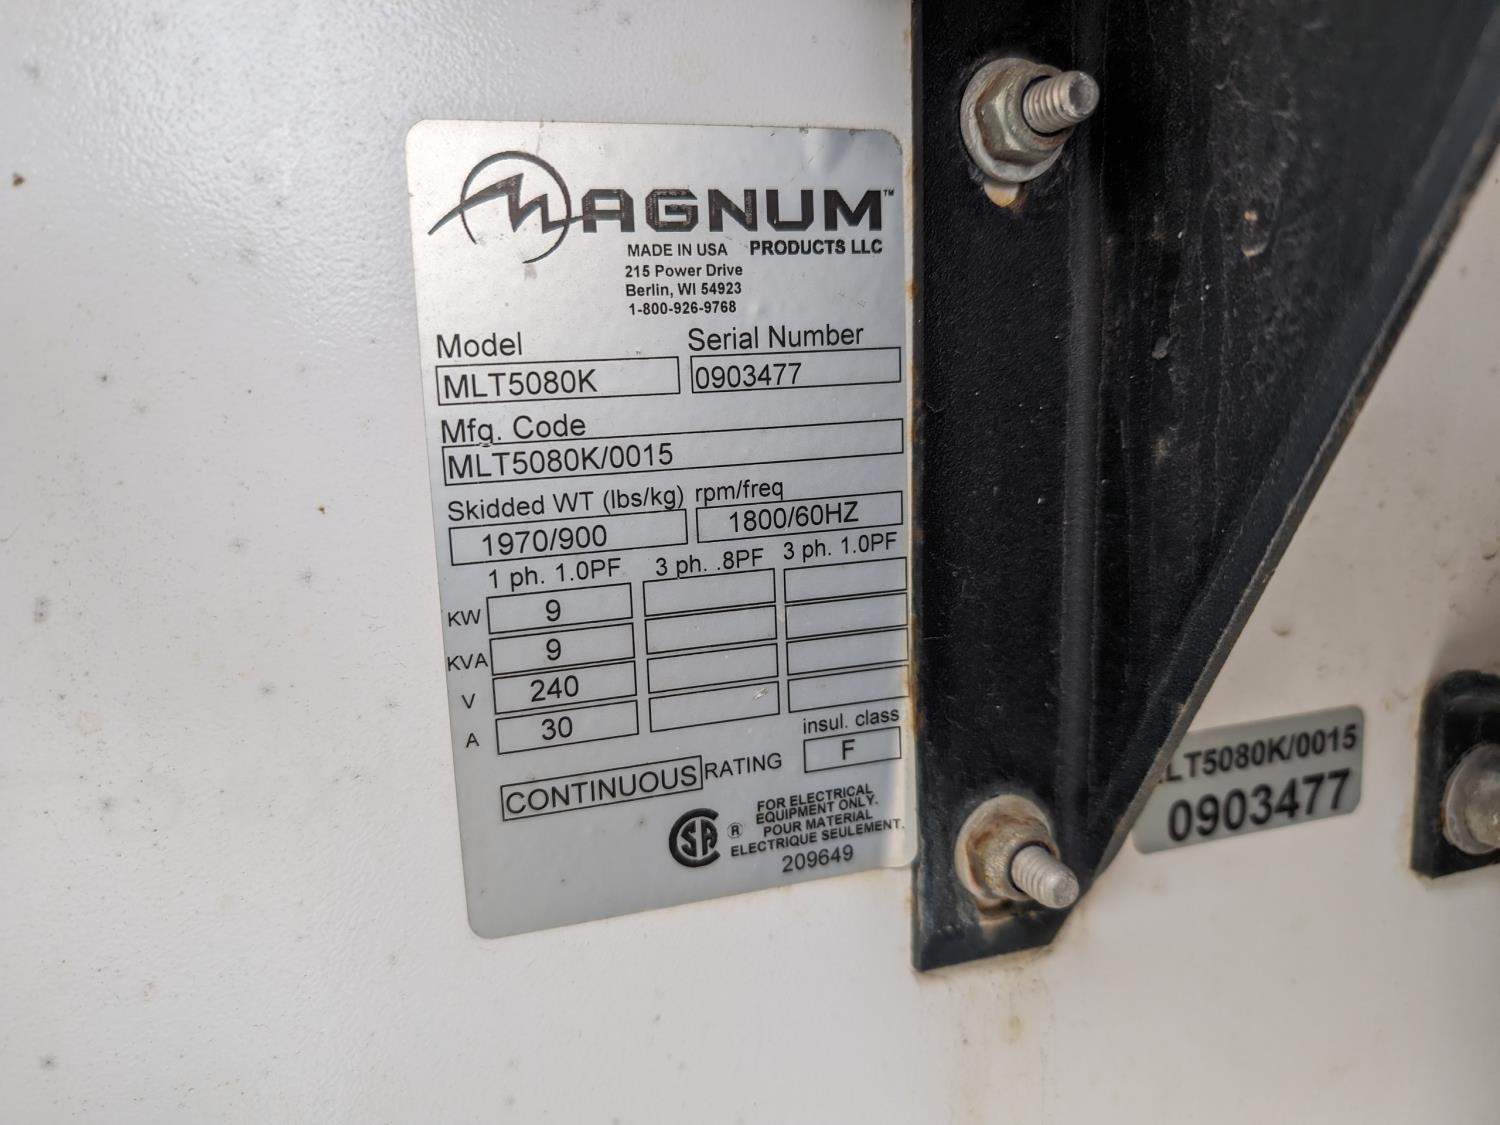 MAGNUM™
MADE IN USA PRODUCTS LLC
215 Power Drive
Berlin, WI 54923
1-800-926-9768
Model Serial Number
MLT5080K 0903477
Mfg. Code
MLT5080K/0015
Skidded WT (lbs/kg) rpm/freq
1970/900 1800/60HZ
1 ph. 1.0PF 3 ph. .8PF 3 ph. 1.0PF
KW 9
KVA 9
V 240
A 30
insul. class
CONTINUOUS RATING F
FOR ELECTRICAL
EQUIPMENT ONLY.
POUR MATERIAL
ELECTRIQUE SEULEMENT.
SA ®
209649
LT5080K/0015
0903477